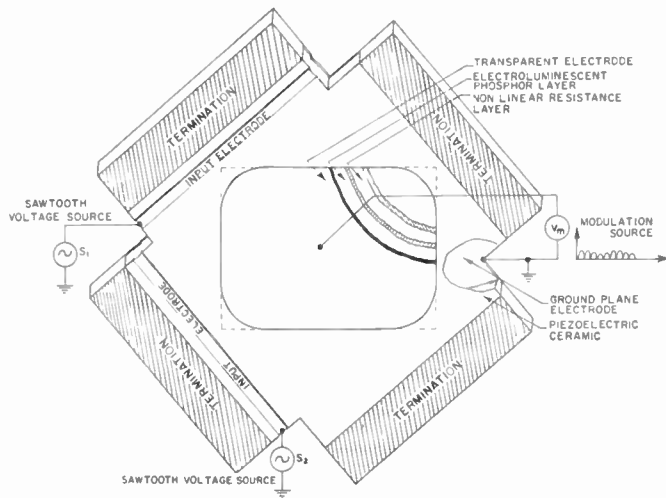 TRANSPARENT ELECTRODE
ELECTROLUMINESCENT
PHOSPHOR LAYER
NON LINEAR RESISTANCE
LAYER
TERMINATION
INPUT ELECTRODE
TERMINATION
SAWTOOTH
VOLTAGE SOURCE
S1
Vm
MODULATION
SOURCE
GROUND PLANE
ELECTRODE
PIEZOELECTRIC
CERAMIC
INPUT ELECTRODE
TERMINATION
TERMINATION
S2
SAWTOOTH VOLTAGE SOURCE